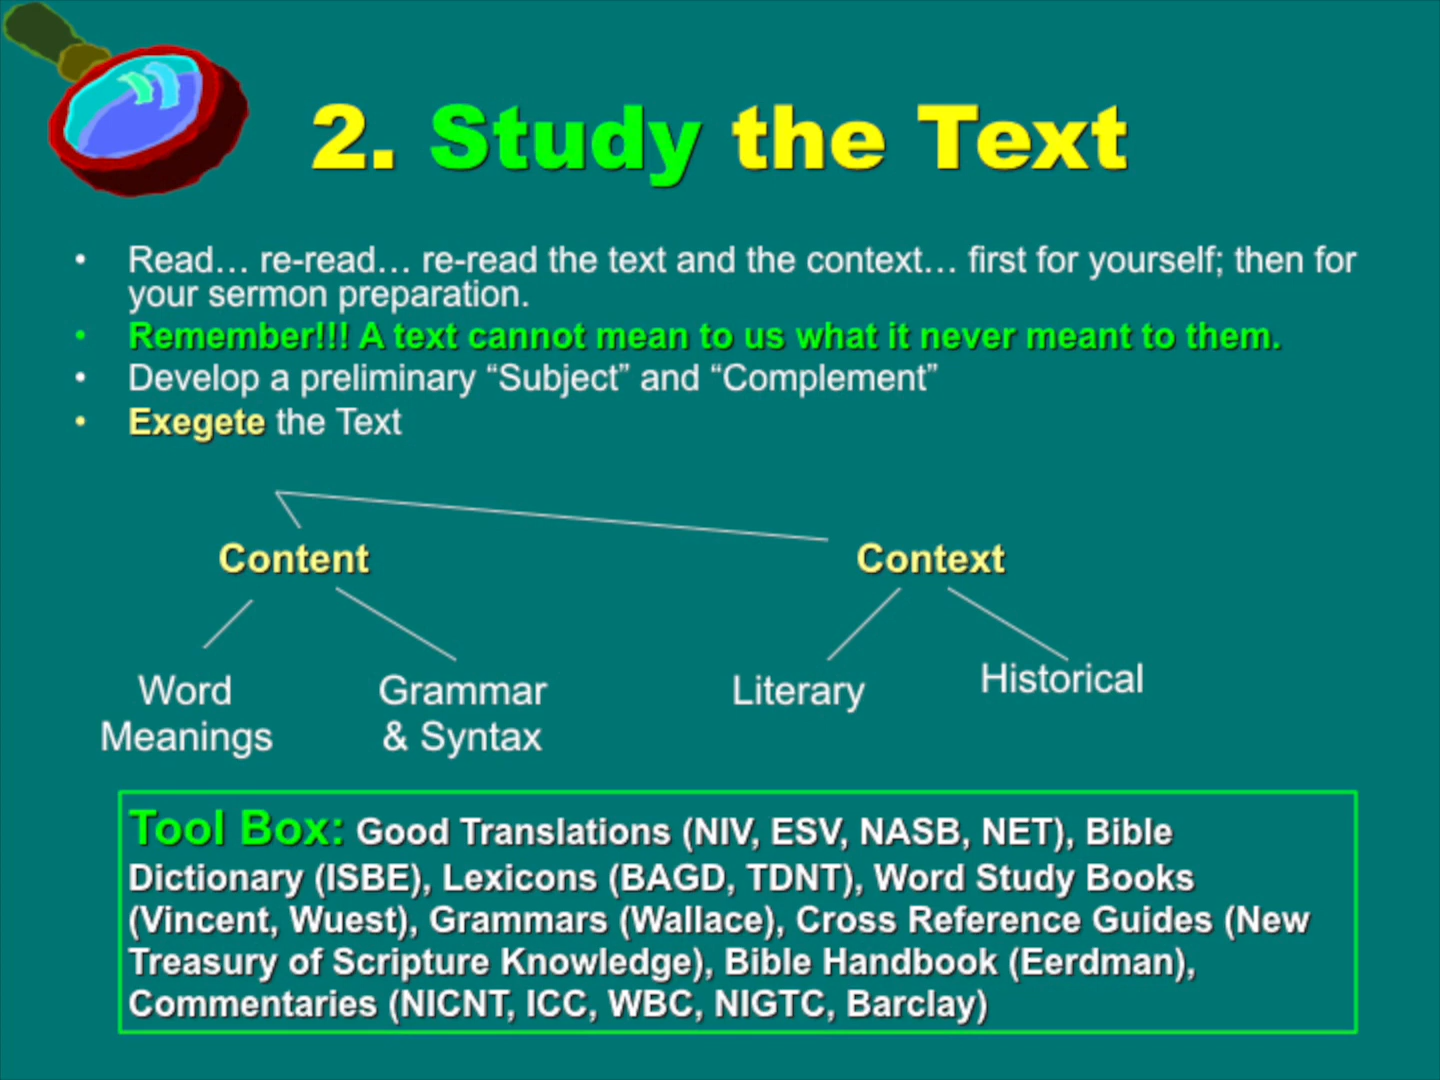 2. Study the Text
• Read… re-read… re-read the text and the context… first for yourself; then for
your sermon preparation.
• Remember!!! A text cannot mean to us what it never meant to them.
• Develop a preliminary “Subject” and “Complement”
• Exegete the Text
Content
Context
Word
Meanings
Grammar
& Syntax
Literary
Historical
Tool Box: Good Translations (NIV, ESV, NASB, NET), Bible
Dictionary (ISBE), Lexicons (BAGD, TDNT), Word Study Books
(Vincent, Wuest), Grammars (Wallace), Cross Reference Guides (New
Treasury of Scripture Knowledge), Bible Handbook (Eerdman),
Commentaries (NICNT, ICC, WBC, NIGTC, Barclay)